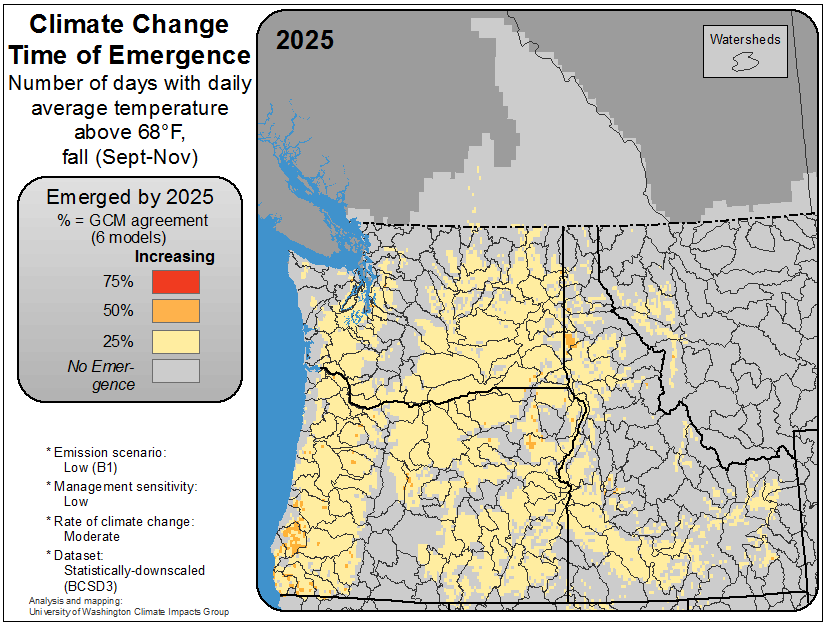 Climate Change
Time of Emergence
Number of days with daily
average temperature
above 68°F,
fall (Sept-Nov)
Emerged by 2025
% = GCM agreement
(6 models)
Increasing
75%
50%
25%
No Emer-
gence
* Emission scenario:
Low (B1)
* Management sensitivity:
Low
* Rate of climate change:
Moderate
* Dataset:
Statistically-downscaled
(BCSD3)
Analysis and mapping:
University of Washington Climate Impacts Group
2025
Watersheds